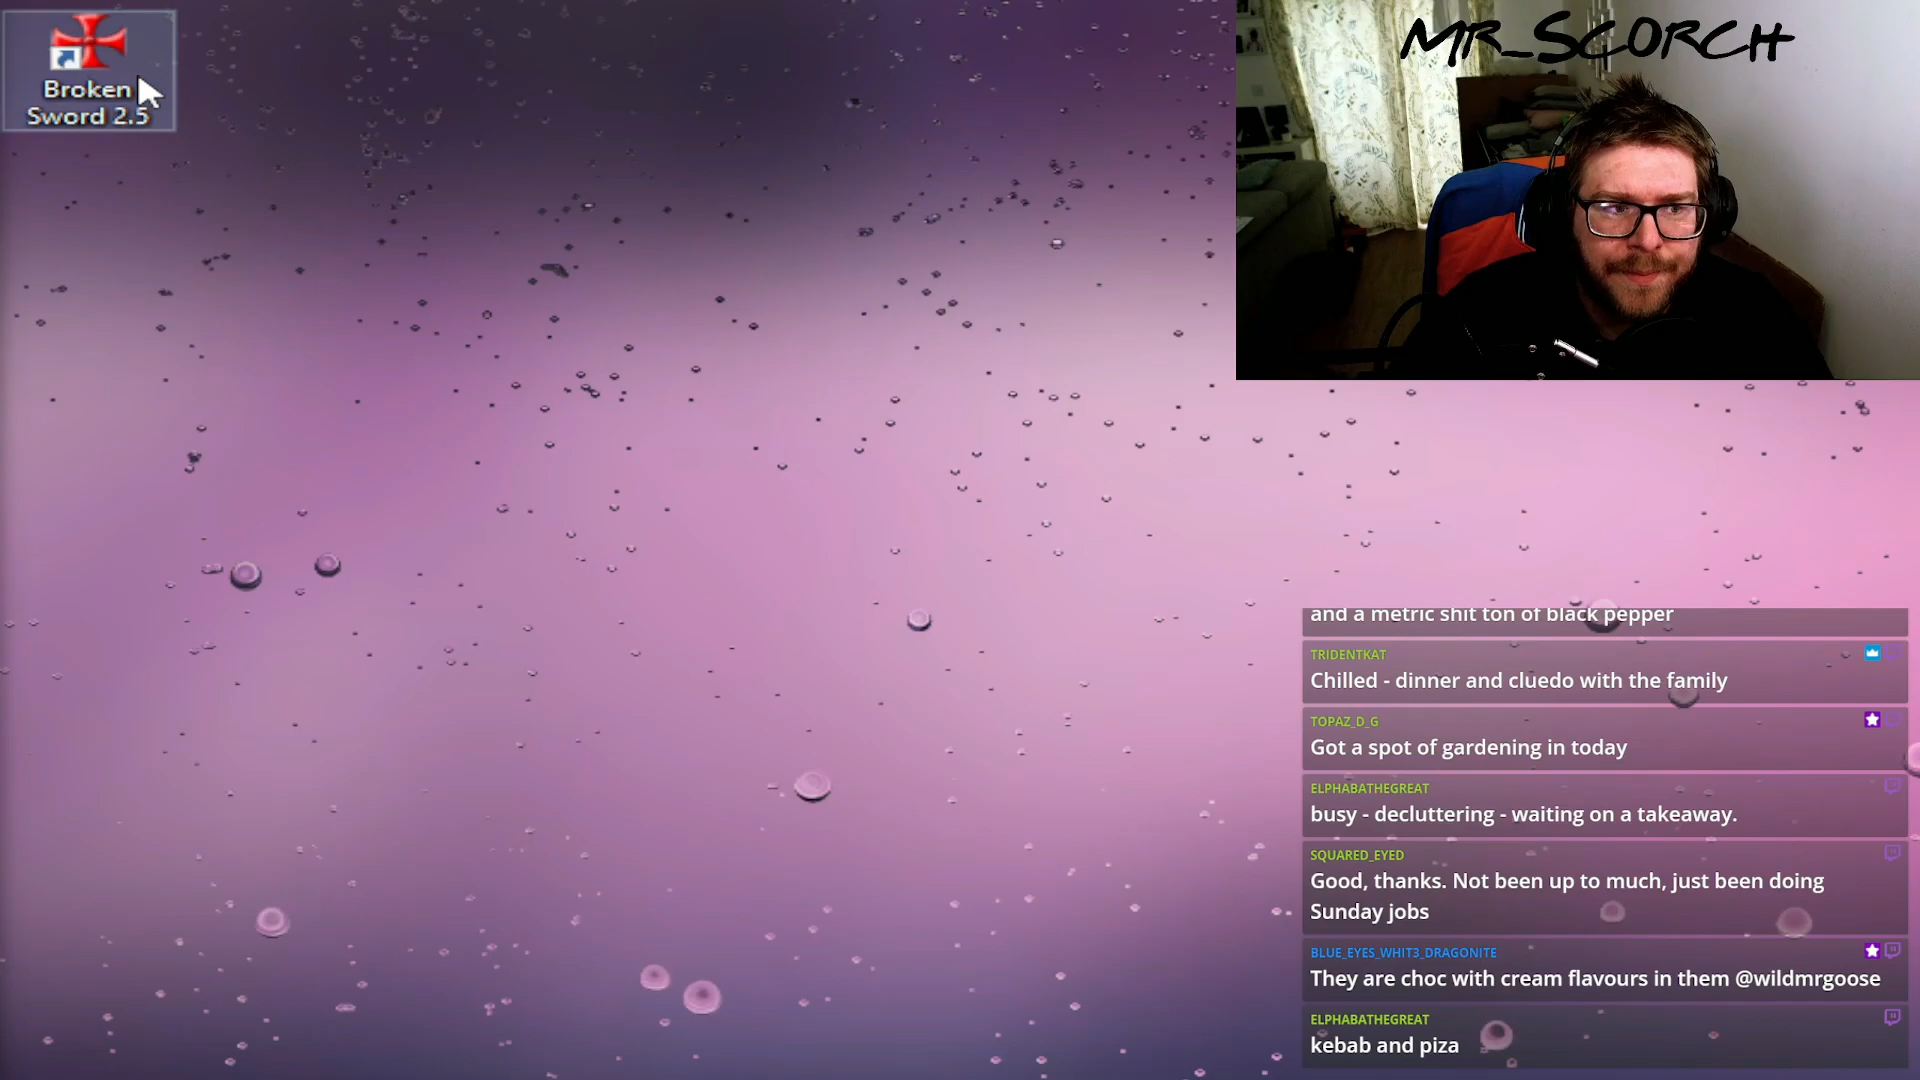 Broken
Sword 2.5
MR_SCORCH
and a metric shit ton of black pepper
TRIDENTKAT
Chilled - dinner and cluedo with the family
TOPAZ_D_G
Got a spot of gardening in today
ELPHABATHEGREAT
busy - decluttering - waiting on a takeaway.
SQUARED_EYED
Good, thanks. Not been up to much, just been doing
Sunday jobs
BLUE_EYES_WHIT3_DRAGONITE
They are choc with cream flavours in them @wildmrgoose
ELPHABATHEGREAT
kebab and piza